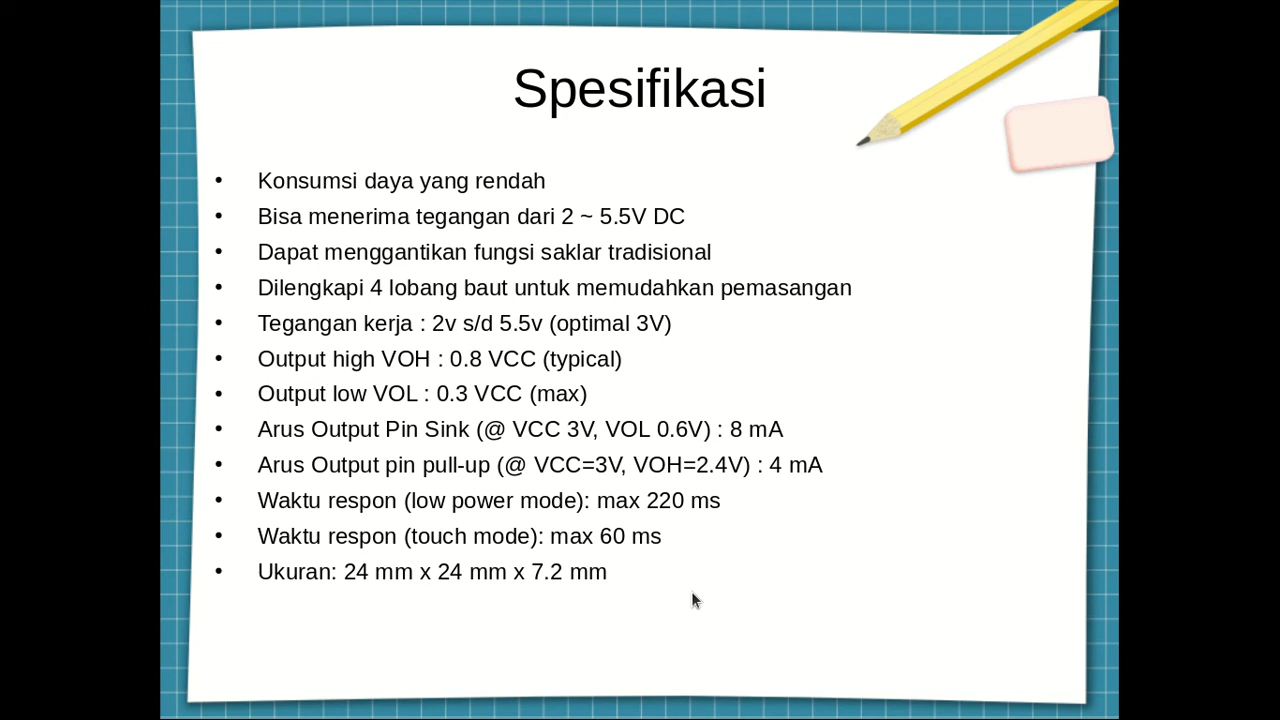 Spesifikasi
• Konsumsi daya yang rendah
• Bisa menerima tegangan dari 2 ~ 5.5V DC
• Dapat menggantikan fungsi saklar tradisional
• Dilengkapi 4 lobang baut untuk memudahkan pemasangan
• Tegangan kerja : 2v s/d 5.5v (optimal 3V)
• Output high VOH : 0.8 VCC (typical)
• Output low VOL : 0.3 VCC (max)
• Arus Output Pin Sink (@ VCC 3V, VOL 0.6V) : 8 mA
• Arus Output pin pull-up (@ VCC=3V, VOH=2.4V) : 4 mA
• Waktu respon (low power mode): max 220 ms
• Waktu respon (touch mode): max 60 ms
• Ukuran: 24 mm x 24 mm x 7.2 mm